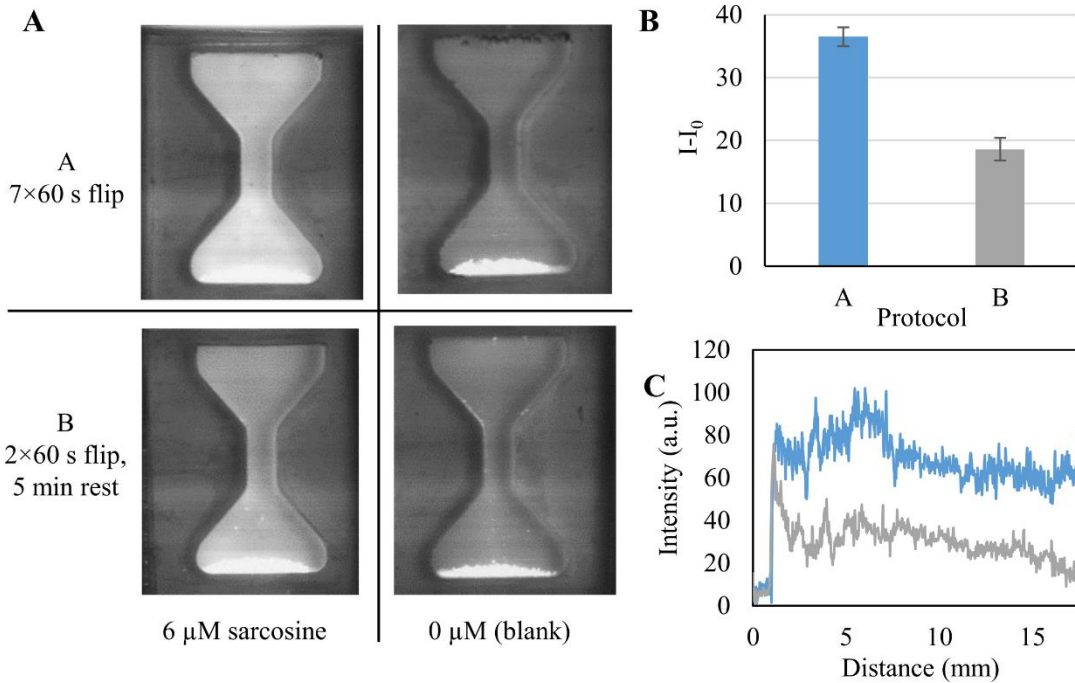 A
A
7×60 s flip
B
2×60 s flip,
5 min rest
6 µM sarcosine
0 µM (blank)
B
40
30
20
10
0
I-I₀
A
B
Protocol
C
120
100
80
60
40
20
0
Intensity (a.u.)
0
5
10
15
Distance (mm)